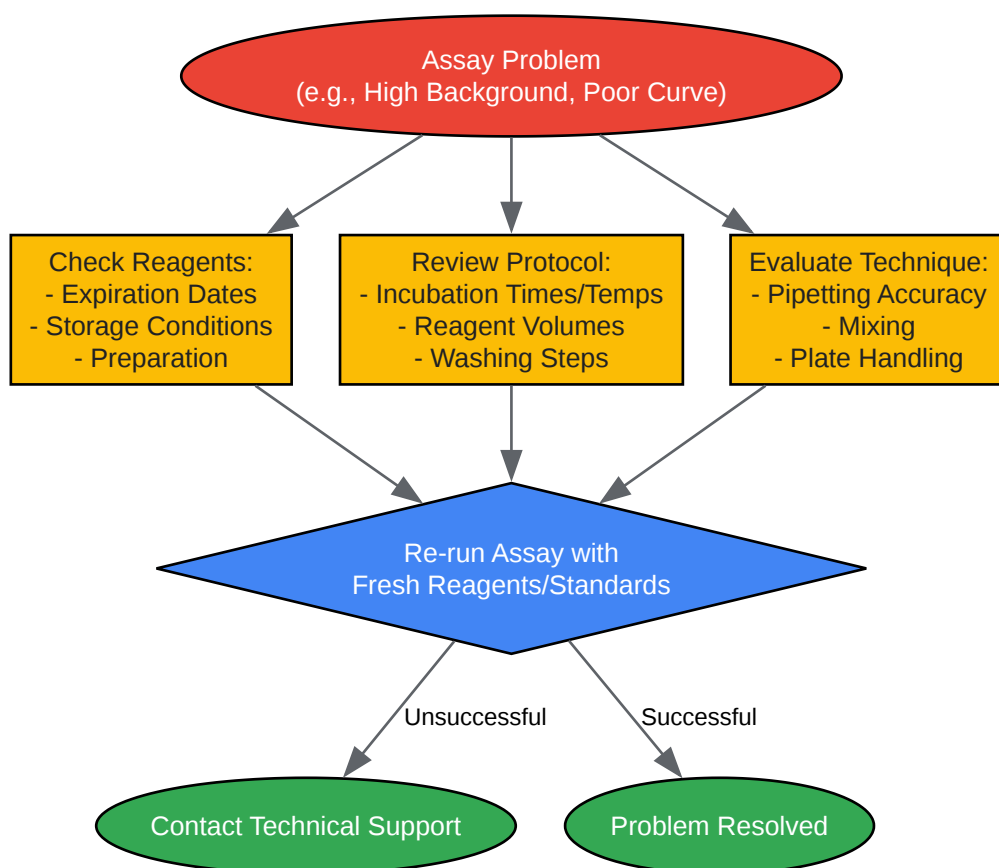 Assay Problem
(e.g., High Background, Poor Curve)
Check Reagents:
- Expiration Dates
- Storage Conditions
- Preparation
Review Protocol:
- Incubation Times/Temps
- Reagent Volumes
- Washing Steps
Evaluate Technique:
- Pipetting Accuracy
- Mixing
- Plate Handling
Re-run Assay with
Fresh Reagents/Standards
Unsuccessful
Successful
Contact Technical Support
Problem Resolved